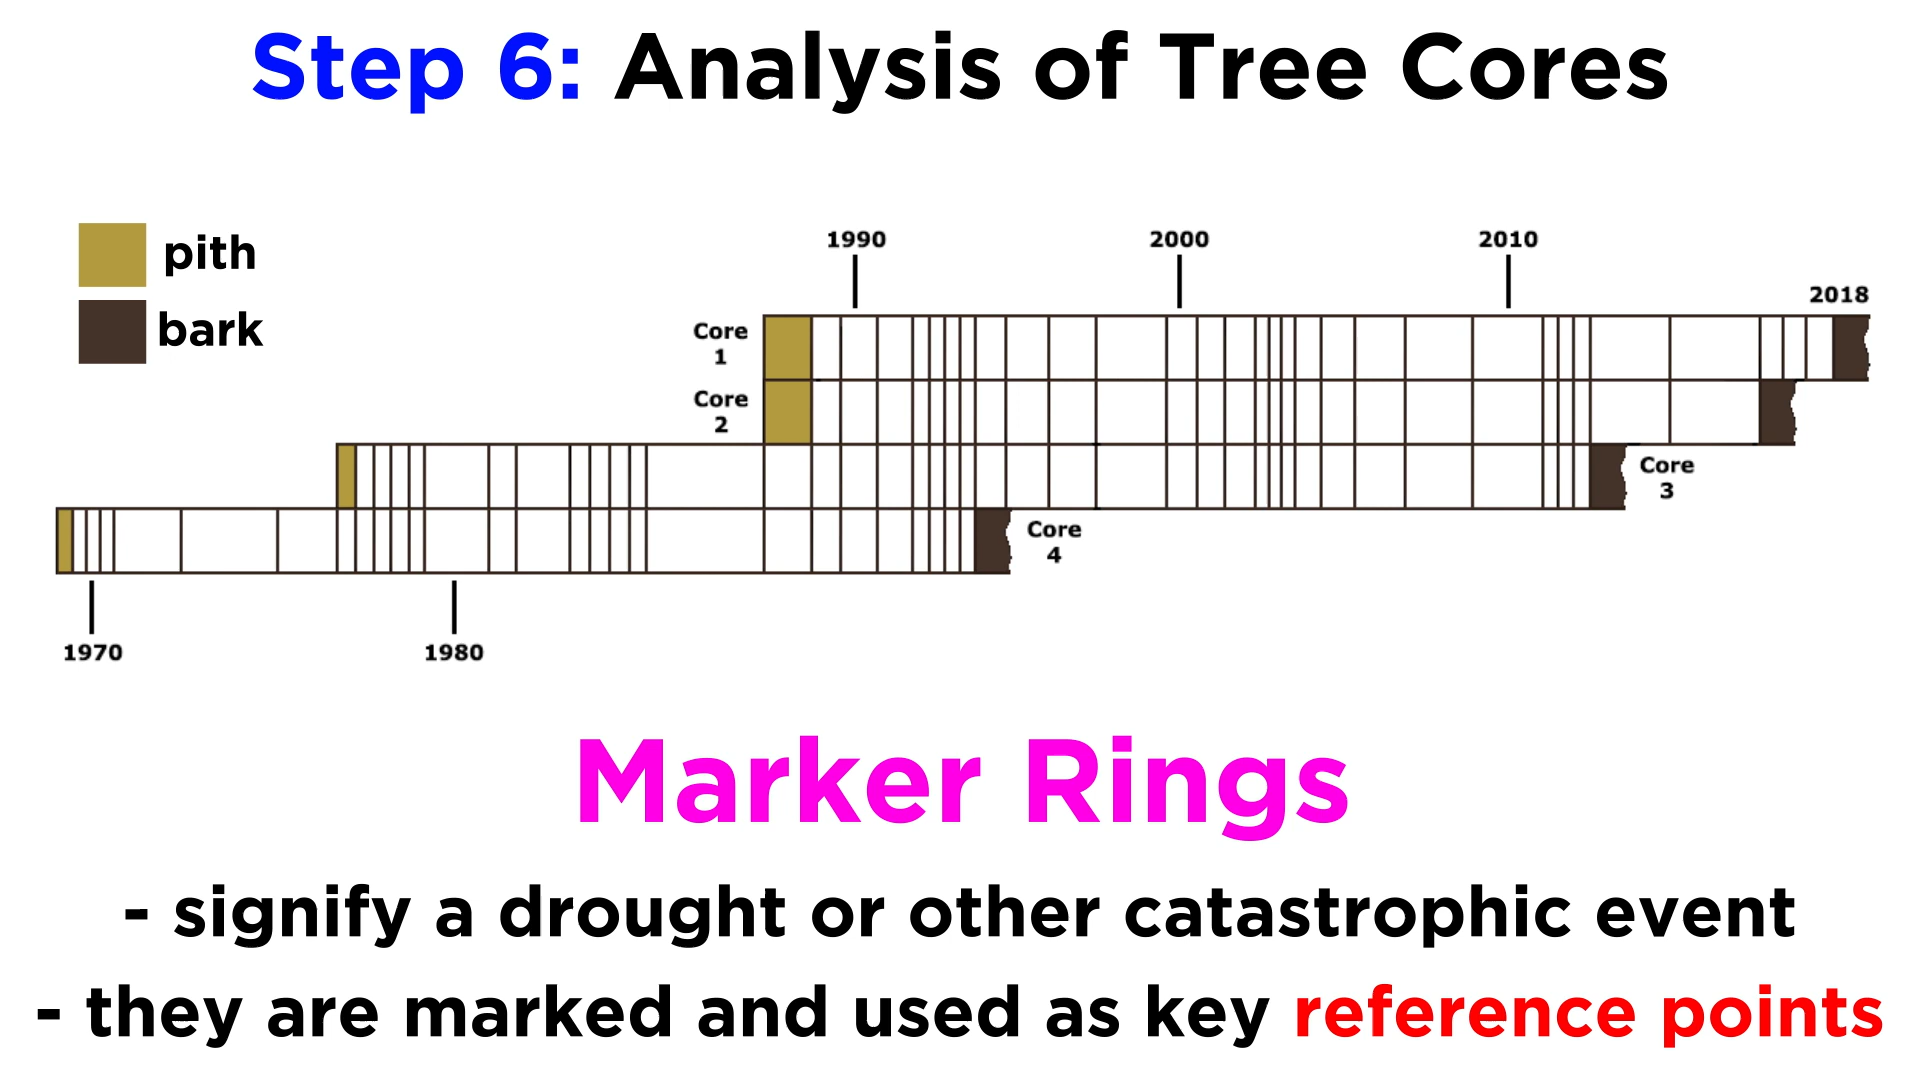 Step 6: Analysis of Tree Cores
pith
bark
1990
2000
2010
2018
Core
1
Core
2
Core
3
Core
4
1970
1980
Marker Rings
- signify a drought or other catastrophic event
- they are marked and used as key reference points